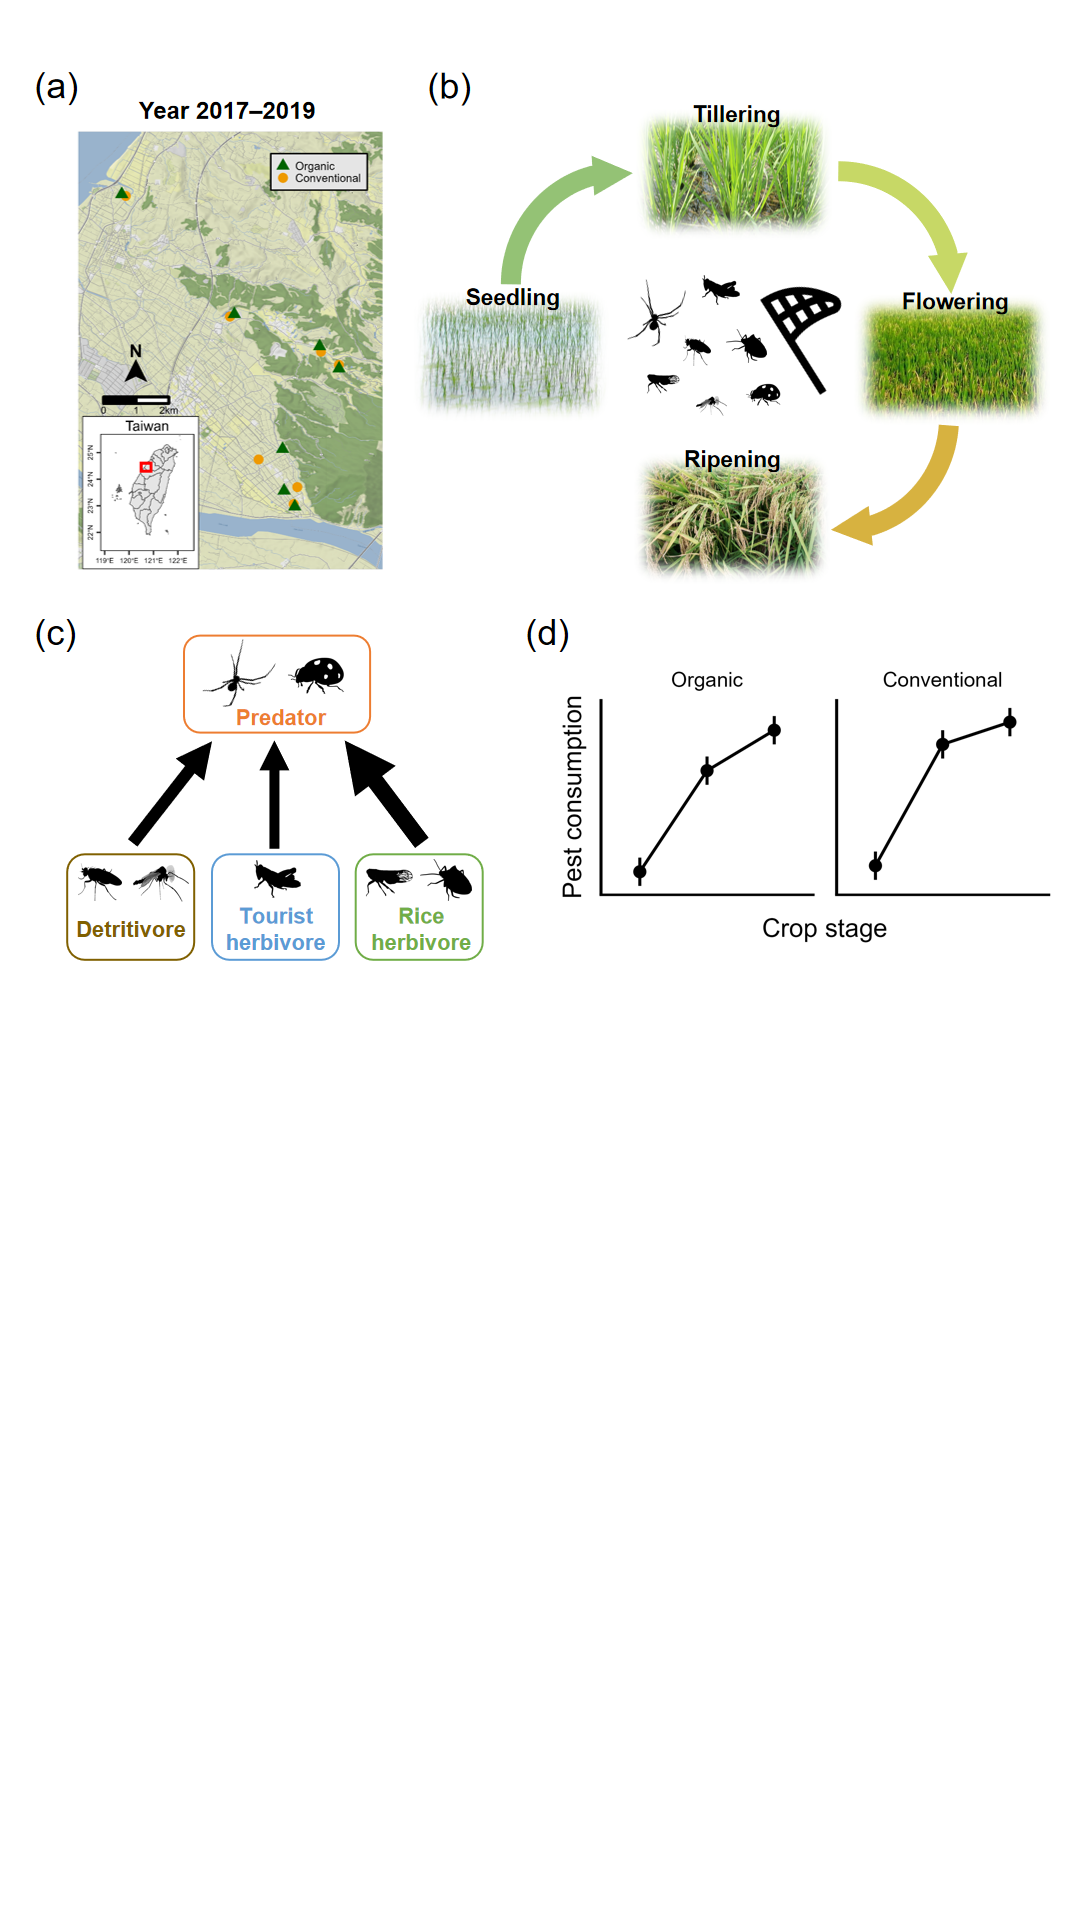 (a)
Year 2017–2019
Organic
Conventional
N
0 1 2km
Taiwan
25°N
24°N
23°N
22°N
119°E 120°E 121°E 122°E
(b)
Tillering
Seedling
Flowering
Ripening
(c)
Predator
Detritivore
Tourist
herbivore
Rice
herbivore
(d)
Organic
Conventional
Pest consumption
Crop stage